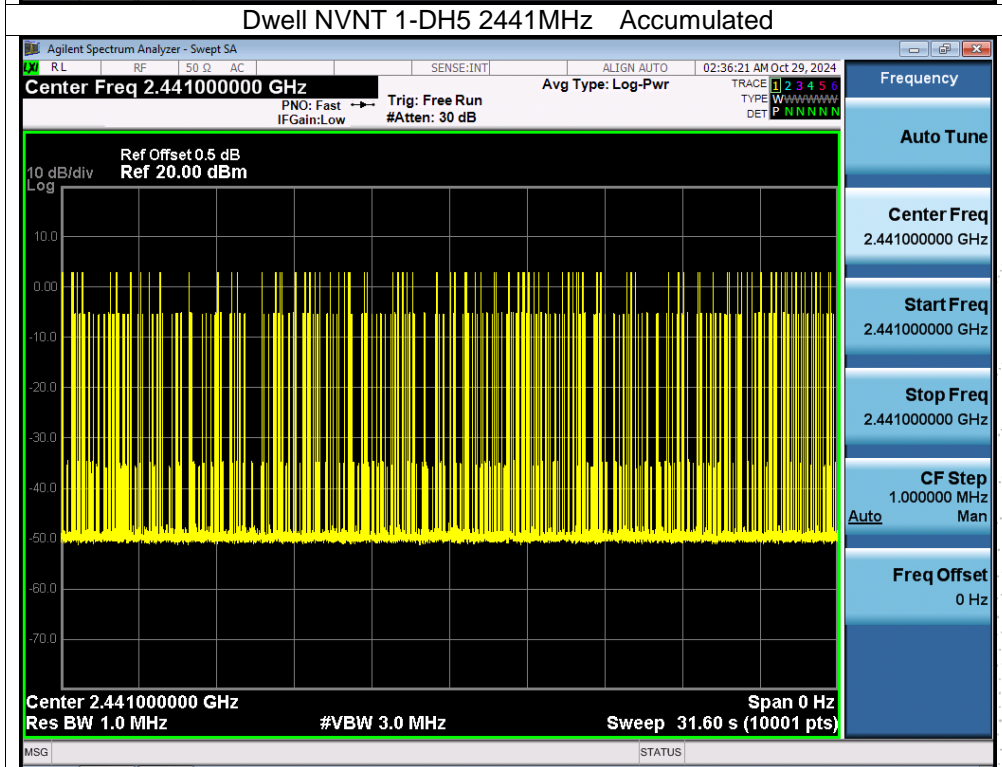 Dwell NVNT 1-DH5 2441MHz Accumulated
Agilent Spectrum Analyzer - Swept SA
LXI RL RF 50 Ω AC SENSE:INT ALIGN AUTO 02:36:21 AM Oct 29, 2024
Center Freq 2.441000000 GHz
PNO: Fast
IFGain:Low
Trig: Free Run
#Atten: 30 dB
Avg Type: Log-Pwr
TRACE 1 2 3 4 5 6
TYPE WWWWWW
DET P N N N N N
Ref Offset 0.5 dB
10 dB/div Ref 20.00 dBm
Log
10.0
0.00
-10.0
-20.0
-30.0
-40.0
-50.0
-60.0
-70.0
Center 2.441000000 GHz Span 0 Hz
Res BW 1.0 MHz #VBW 3.0 MHz Sweep 31.60 s (10001 pts)
MSG STATUS
Frequency
Auto Tune
Center Freq
2.441000000 GHz
Start Freq
2.441000000 GHz
Stop Freq
2.441000000 GHz
CF Step
1.000000 MHz
Auto Man
Freq Offset
0 Hz